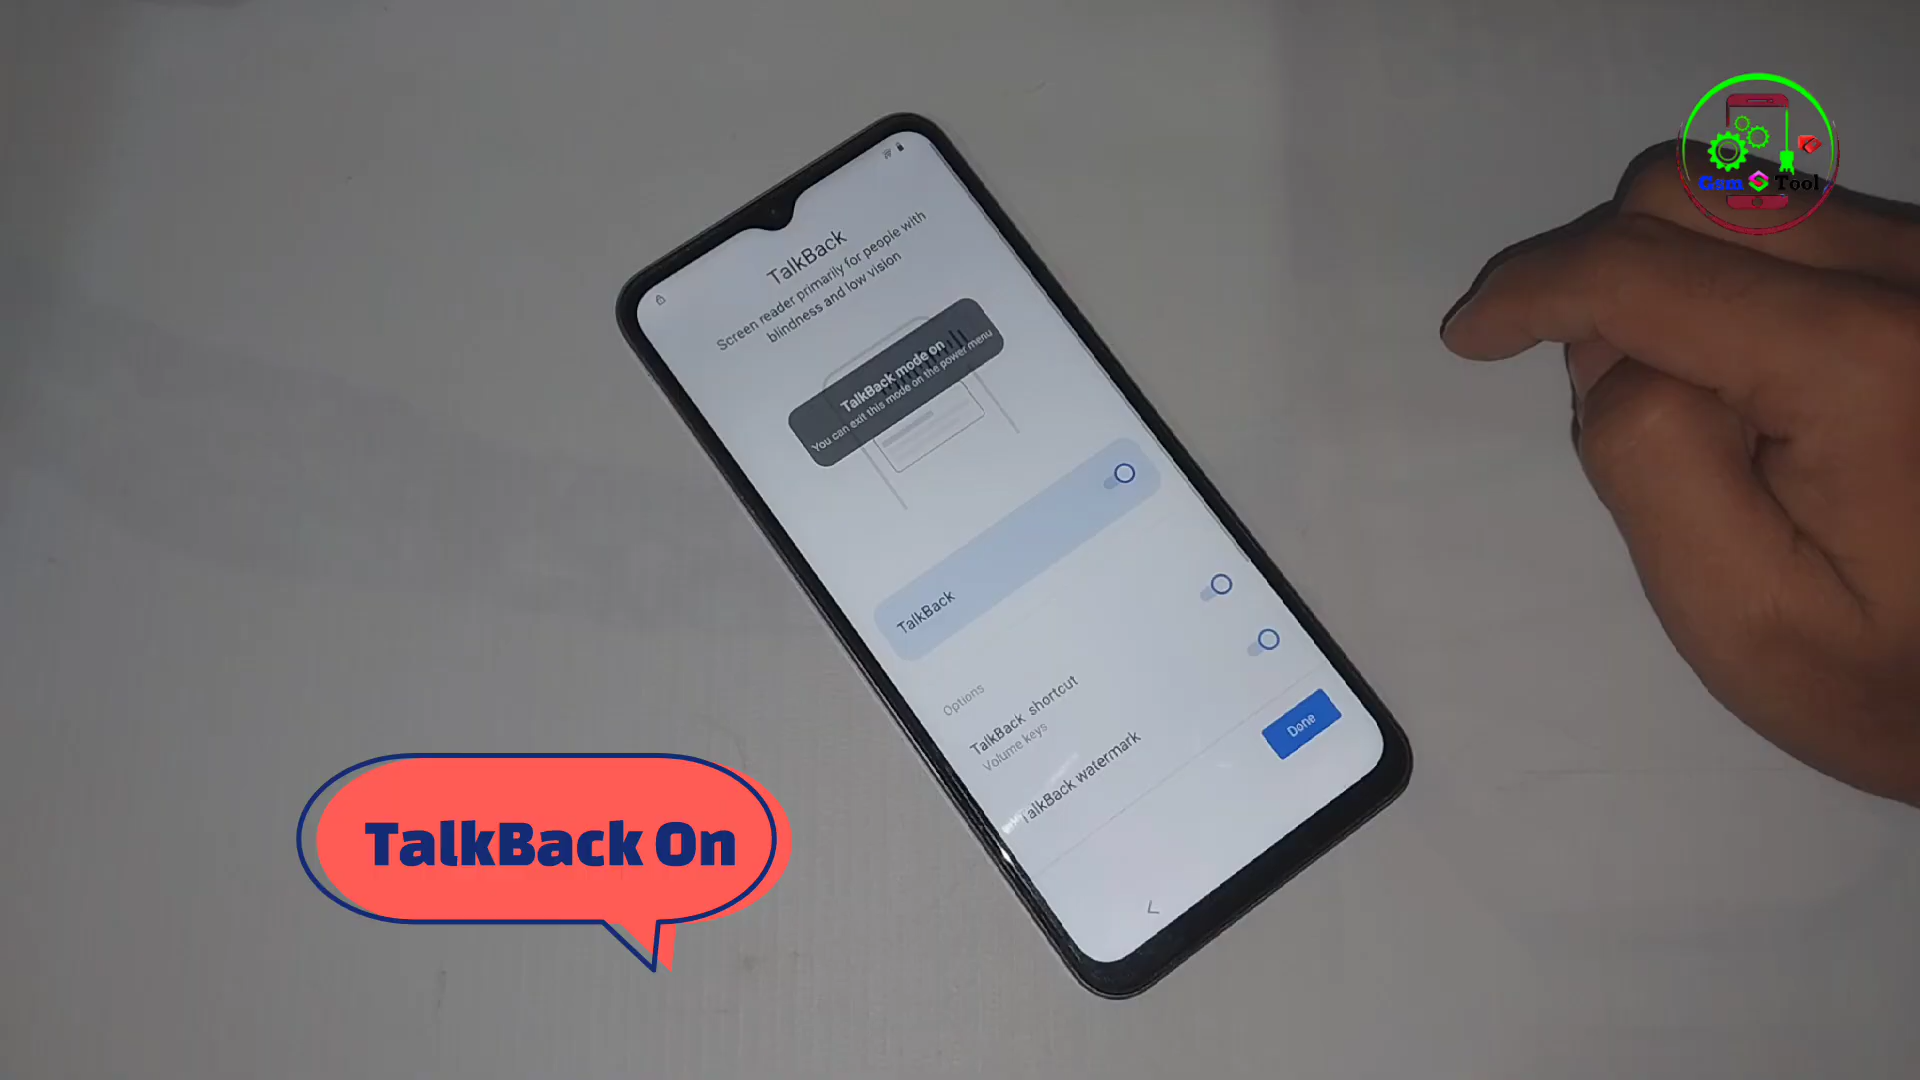 Gsm Tool
TalkBack
Screen reader primarily for people with
blindness and low vision
TalkBack mode on
You can exit this mode on the power menu
TalkBack
Options
TalkBack shortcut
Volume keys
TalkBack watermark
Done
TalkBack On